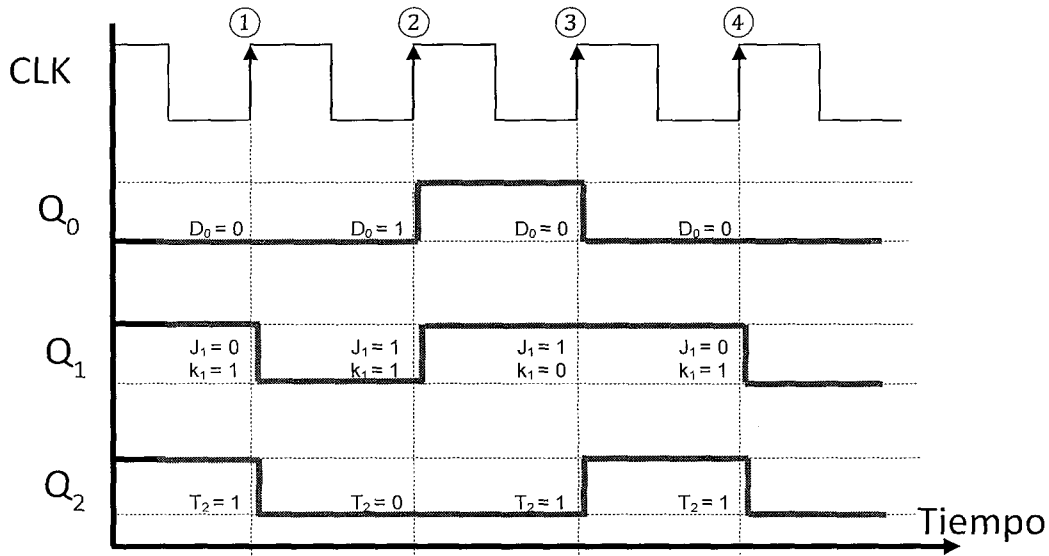 ① ② ③ ④
CLK
Q₀
D₀ = 0 D₀ = 1 D₀ = 0 D₀ = 0
Q₁
J₁ = 0 J₁ = 1 J₁ = 1 J₁ = 0
k₁ = 1 k₁ = 1 k₁ = 0 k₁ = 1
Q₂
T₂ = 1 T₂ = 0 T₂ = 1 T₂ = 1
Tiempo